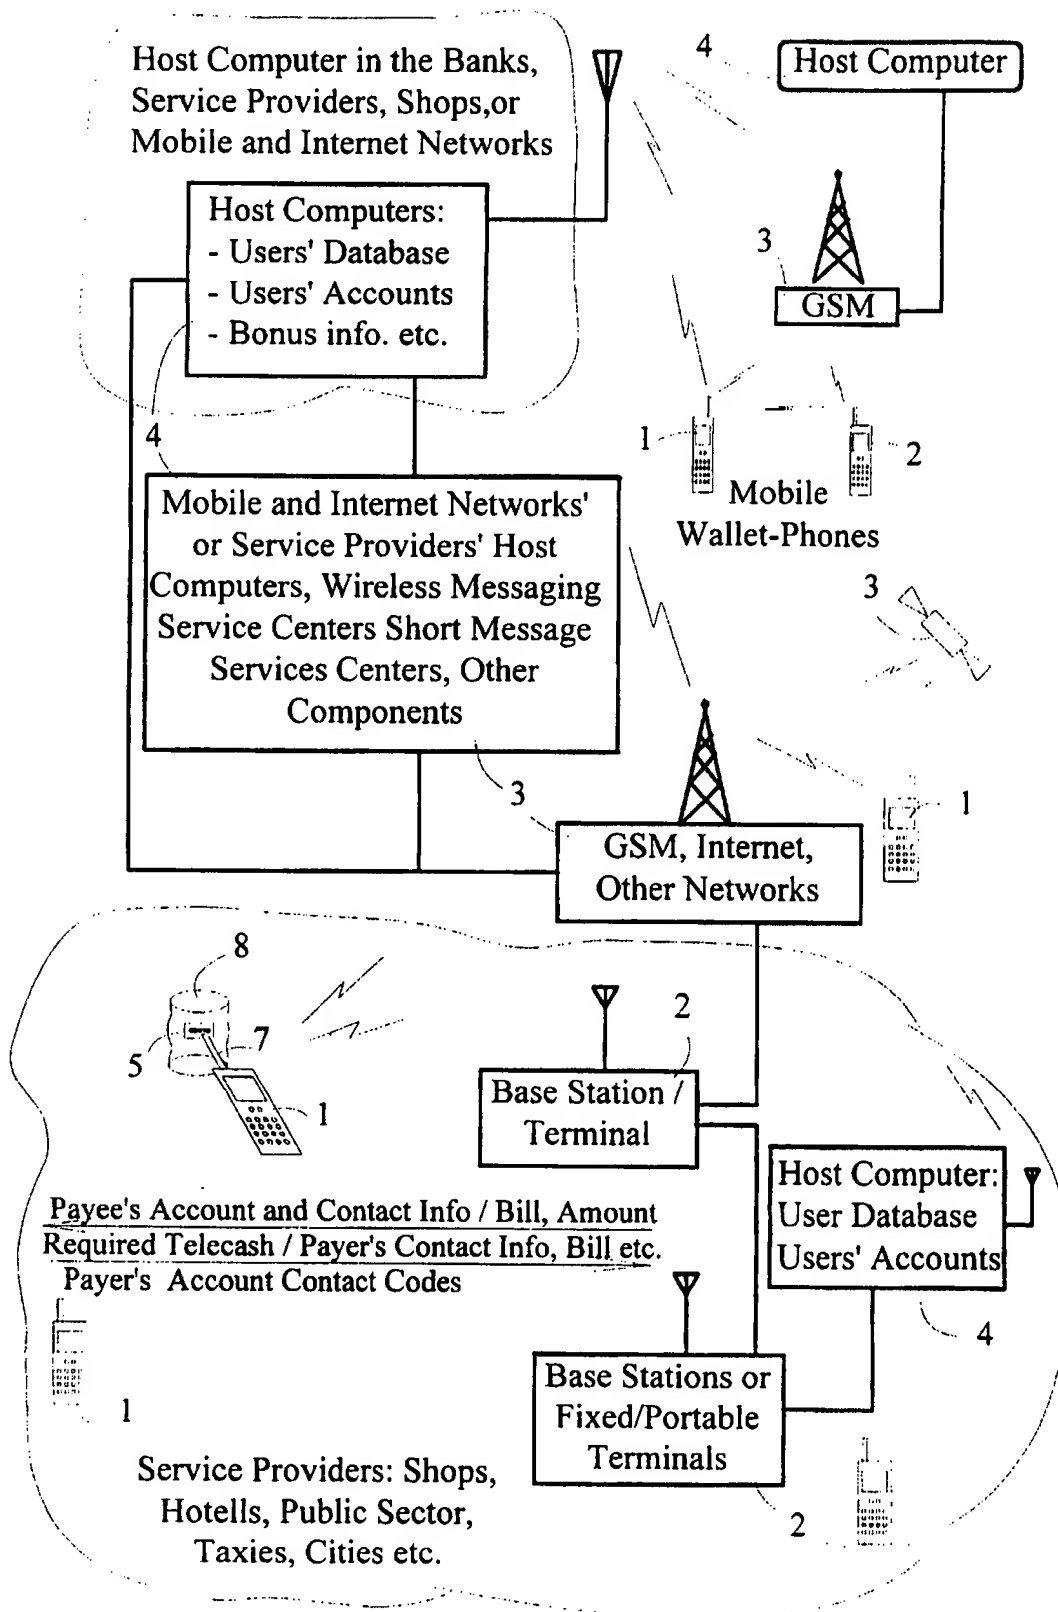 Host Computer in the Banks,
Service Providers, Shops,or
Mobile and Internet Networks
4
Host Computer
Host Computers:
- Users' Database
- Users' Accounts
- Bonus info. etc.
3
GSM
4
1
2
Mobile
Wallet-Phones
Mobile and Internet Networks'
or Service Providers' Host
Computers, Wireless Messaging
Service Centers Short Message
Services Centers, Other
Components
3
3
1
GSM, Internet,
Other Networks
8
5
7
1
2
Base Station /
Terminal
Host Computer:
User Database
Users' Accounts
4
Payee's Account and Contact Info / Bill, Amount
Required Telecash / Payer's Contact Info, Bill etc.
Payer's Account Contact Codes
1
Base Stations or
Fixed/Portable
Terminals
2
Service Providers: Shops,
Hotells, Public Sector,
Taxies, Cities etc.